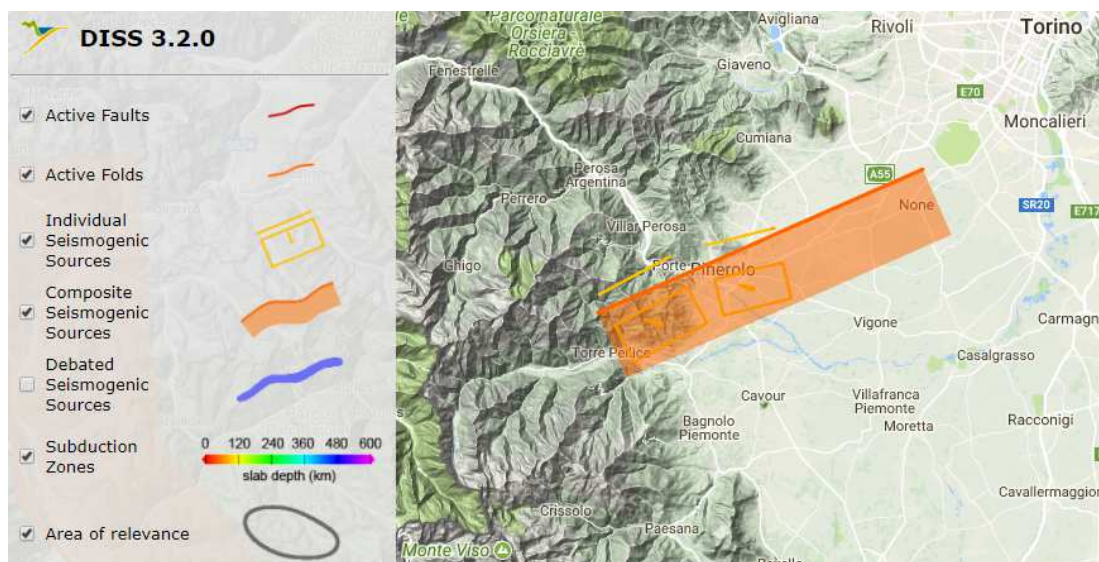 DISS 3.2.0
Active Faults
Active Folds
Individual
Seismogenic
Sources
Composite
Seismogenic
Sources
Debated
Seismogenic
Sources
Subduction
Zones
0 120 240 360 480 600
slab depth (km)
Area of relevance
Parco naturale
Orsiera -
Rocciavrè
Avigliana
Rivoli
Torino
Fenestrelle
Giaveno
E70
Moncalieri
Cumiana
Perosa
Argentina
A55
Perrero
None
SR20
E717
Villar Perosa
Ghigo
Porte
Pinerolo
Vigone
Carmagn
Torre Pellice
Casalgrasso
Cavour
Villafranca
Piemonte
Bagnolo
Piemonte
Moretta
Racconigi
Cavallermaggior
Crissolo
Paesana
Monte Viso